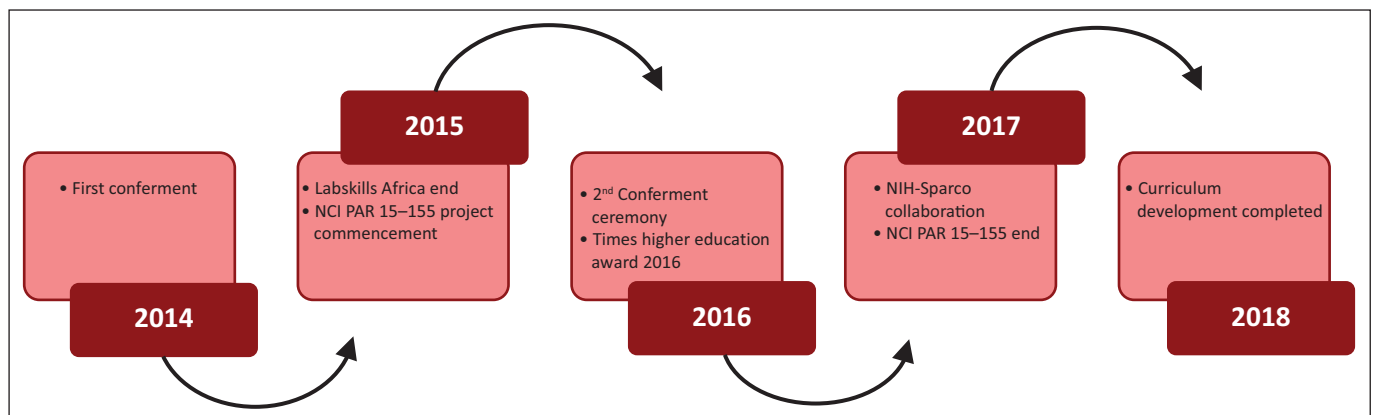 • First conferment
2014
2015
• Labskills Africa end
• NCI PAR 15–155 project
commencement
• 2nd Conferment
ceremony
• Times higher education
award 2016
2016
2017
• NIH-Sparco
collaboration
• NCI PAR 15–155 end
• Curriculum
development completed
2018